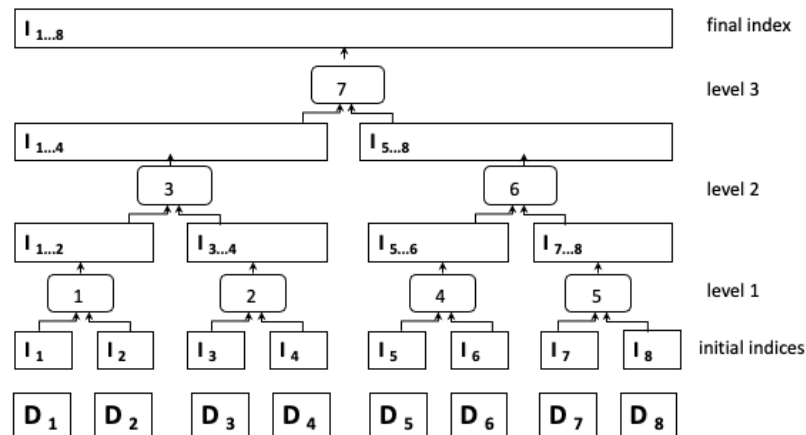 I 1...8 final index
7 level 3
I 1...4 I 5...8
3 6 level 2
I 1...2 I 3...4 I 5...6 I 7...8
1 2 4 5 level 1
I 1 I 2 I 3 I 4 I 5 I 6 I 7 I 8 initial indices
D 1 D 2 D 3 D 4 D 5 D 6 D 7 D 8